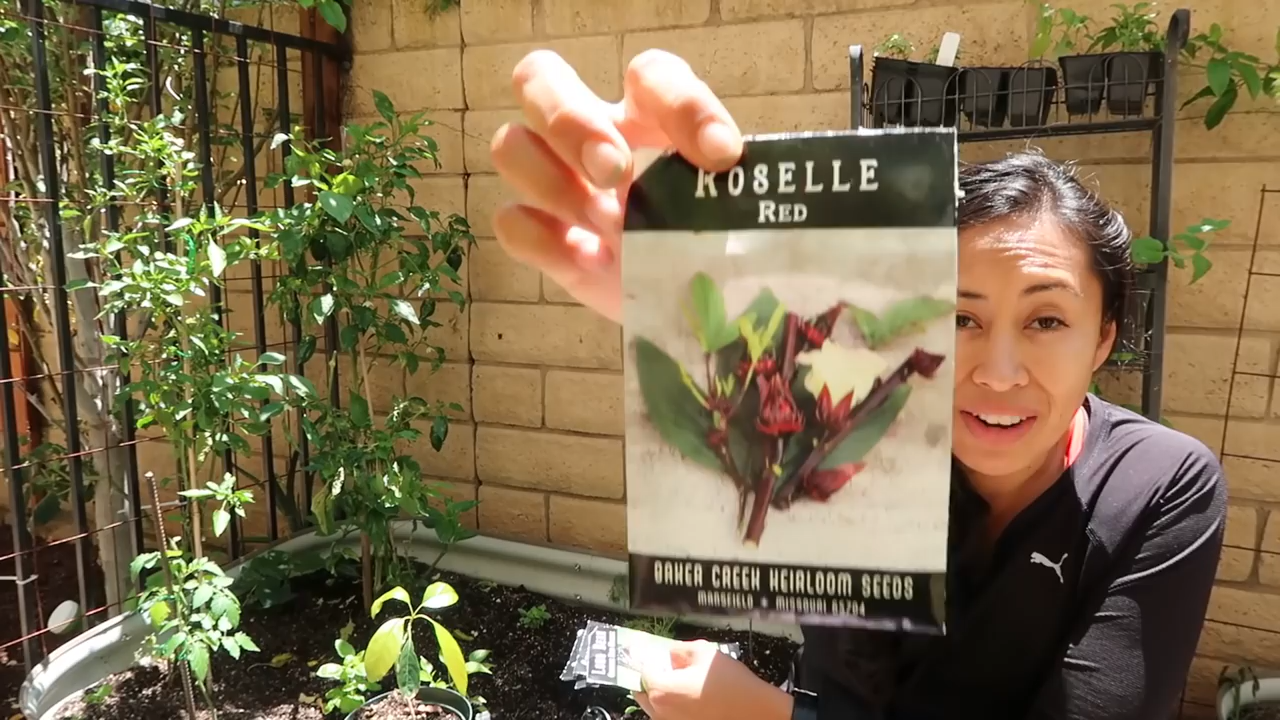 ROSELLE
RED
BAKER CREEK HEIRLOOM SEEDS
MANSFIELD • MISSOURI 65704